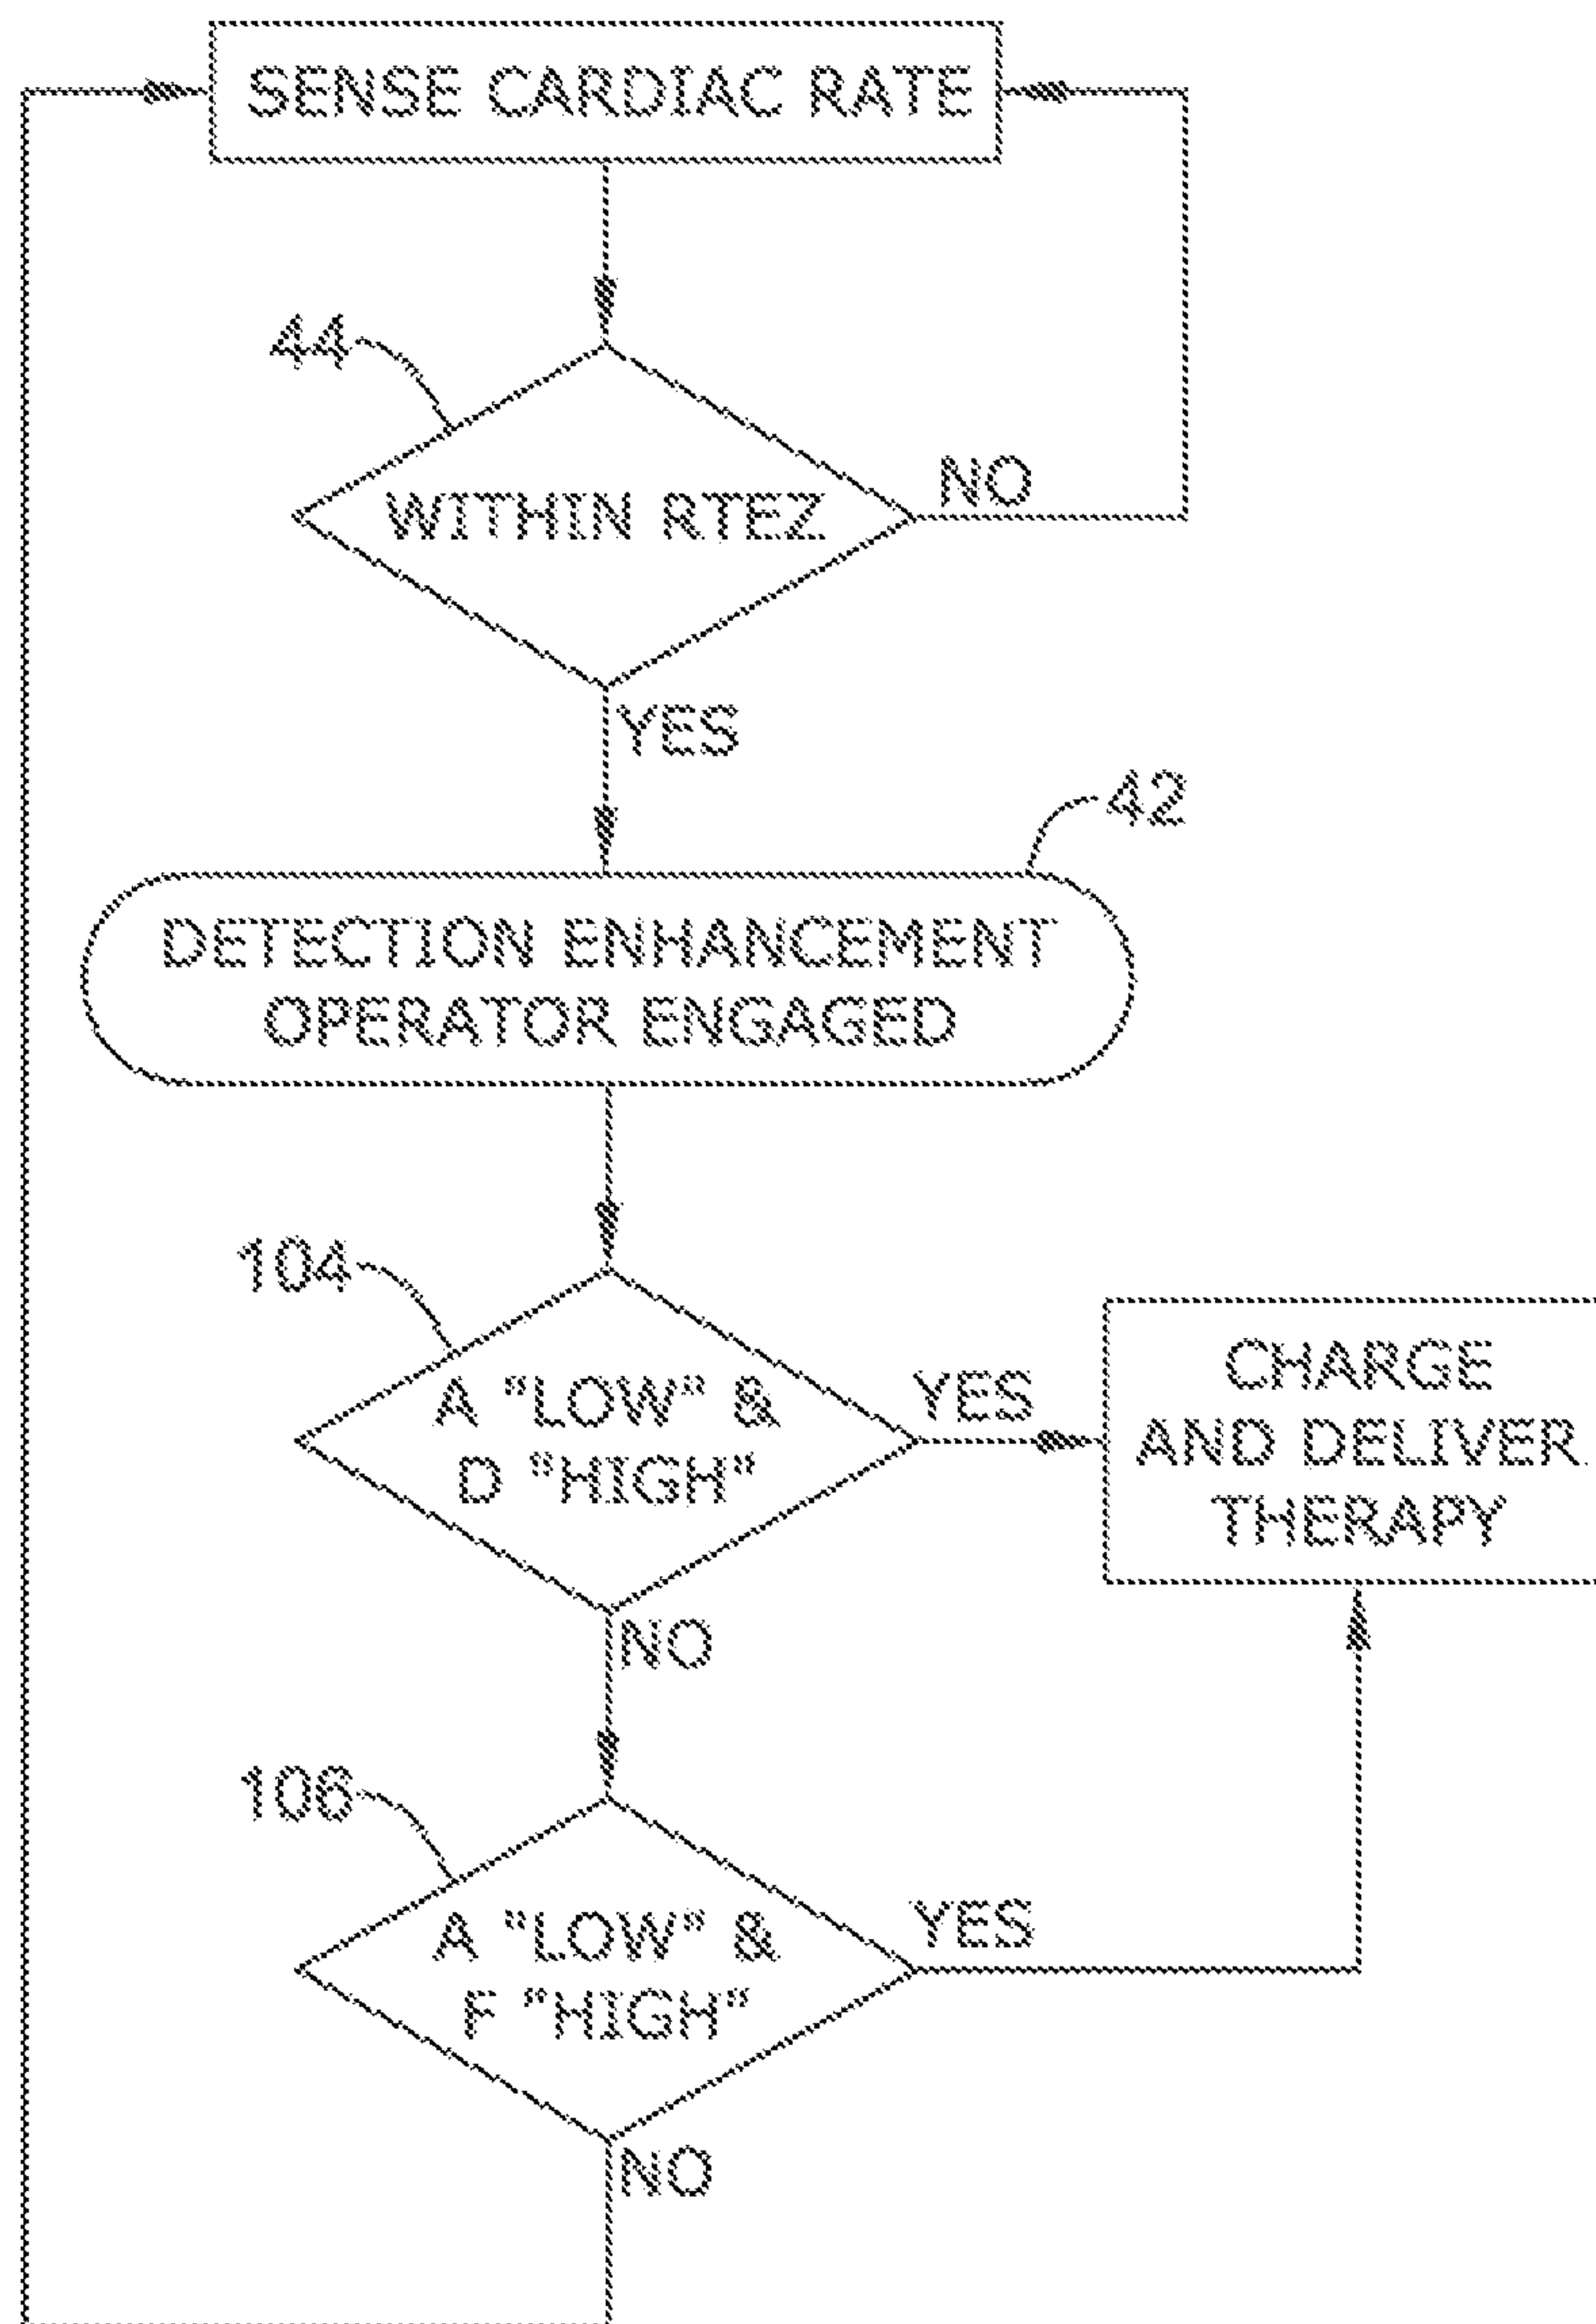 SENSE CARDIAC RATE
44
WITHIN RTEZ
NO
YES
42
DETECTION ENHANCEMENT
OPERATOR ENGAGED
104
A "LOW" &
D "HIGH"
YES
CHARGE
AND DELIVER
THERAPY
NO
106
A "LOW" &
F "HIGH"
YES
NO